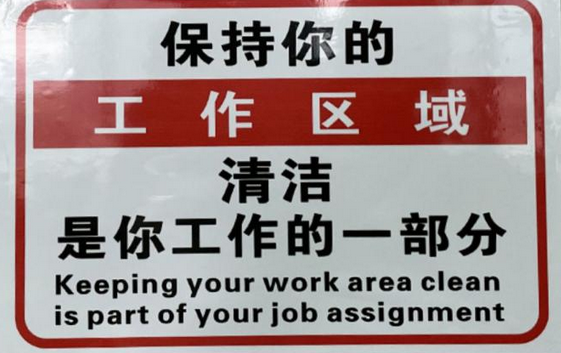 保持你的
工作区域
清洁
是你工作的一部分
Keeping your work area clean
is part of your job assignment